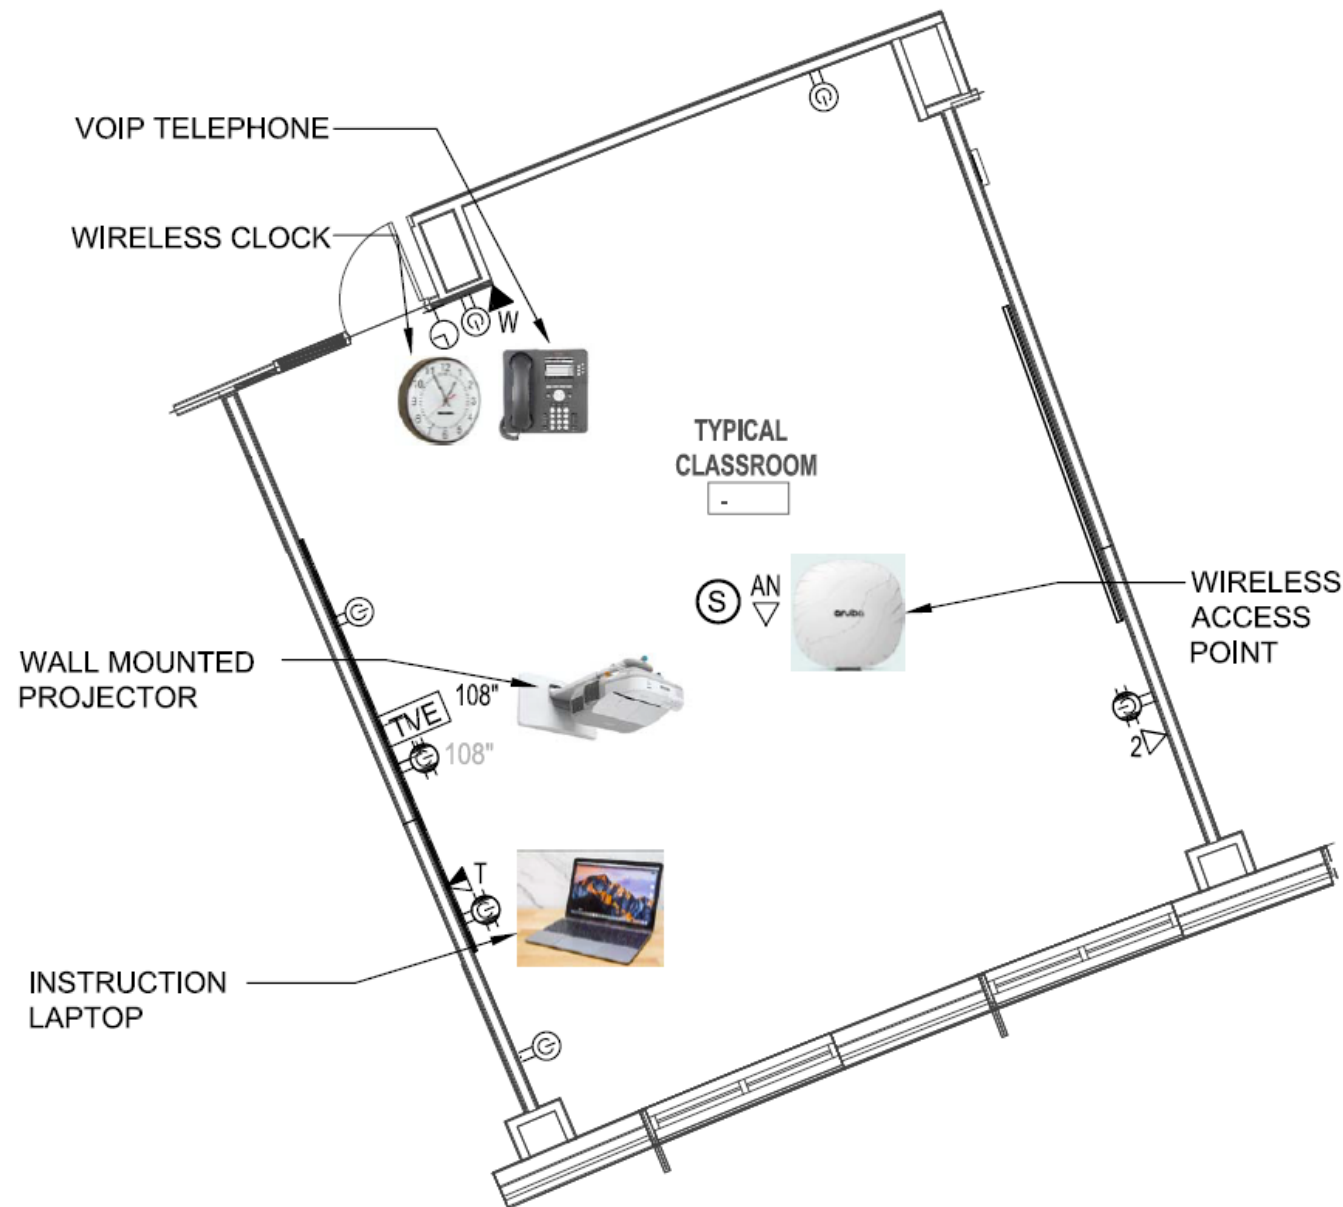 VOIP TELEPHONE
WIRELESS CLOCK
W
TYPICAL
CLASSROOM
-
S
AN
aruba
WIRELESS
ACCESS
POINT
WALL MOUNTED
PROJECTOR
108"
TVE
108"
2
T
INSTRUCTION
LAPTOP